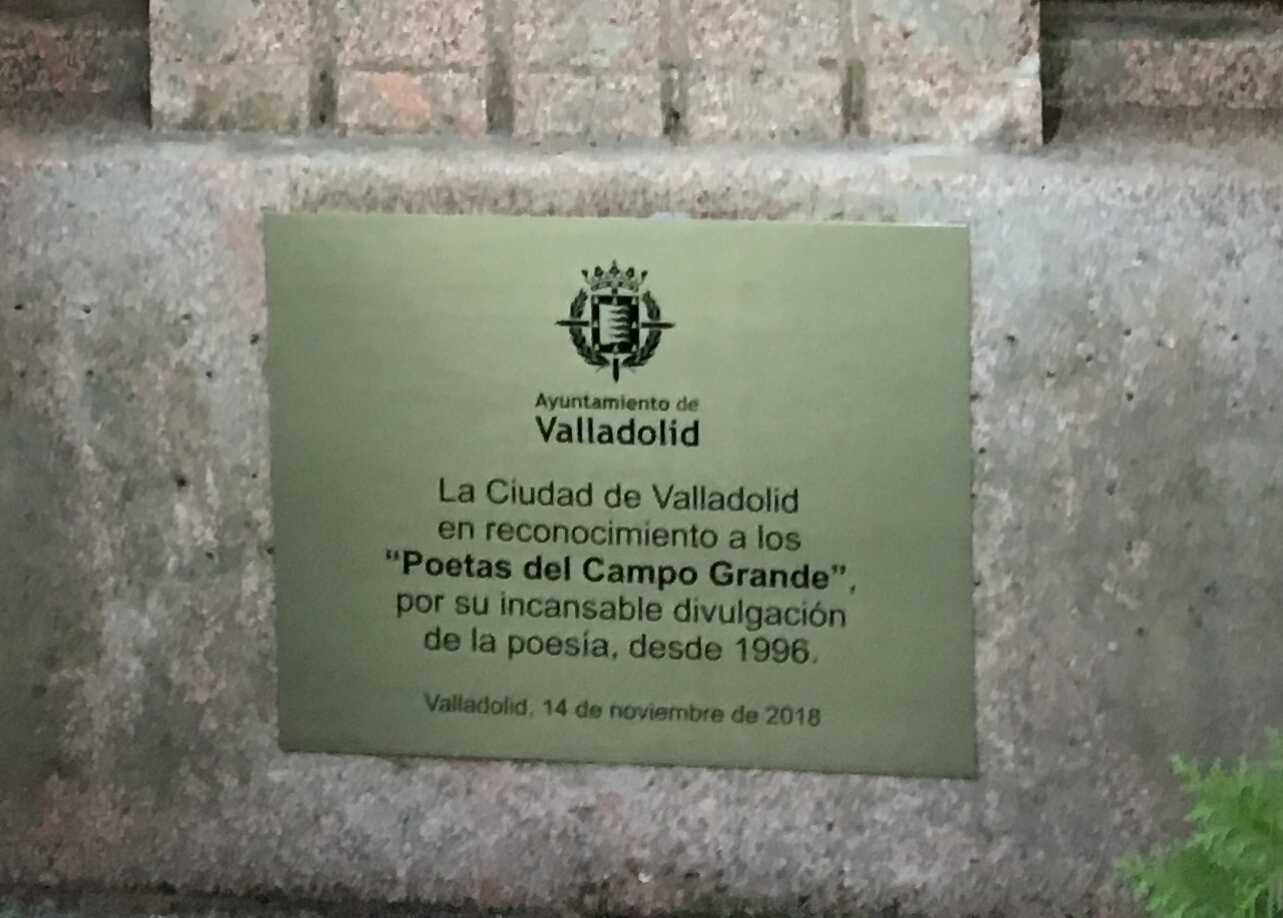 Ayuntamiento de
Valladolid
La Ciudad de Valladolid
en reconocimiento a los
"Poetas del Campo Grande",
por su incansable divulgación
de la poesía, desde 1996.
Valladolid, 14 de noviembre de 2018